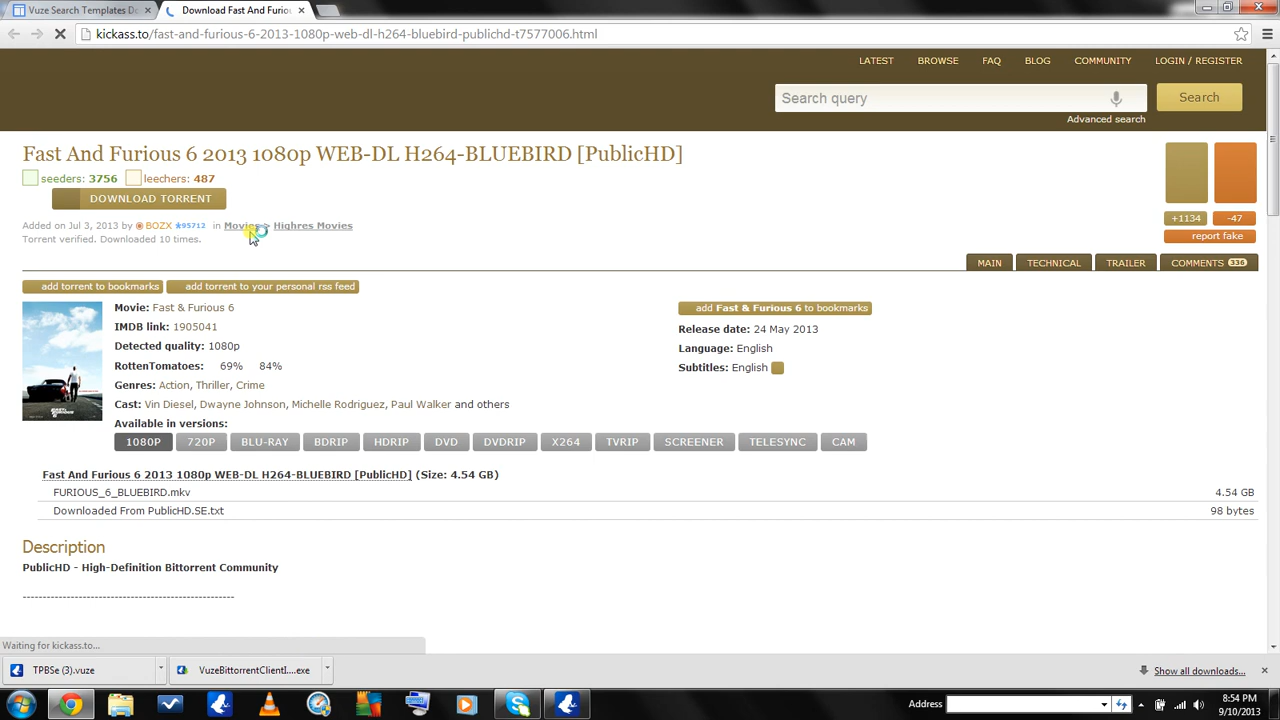 Vuze Search Templates Do
Download Fast And Furio
kickass.to/fast-and-furious-6-2013-1080p-web-dl-h264-bluebird-publichd-t7577006.html
LATEST BROWSE FAQ BLOG COMMUNITY LOGIN / REGISTER
Search query
Search
Advanced search
Fast And Furious 6 2013 1080p WEB-DL H264-BLUEBIRD [PublicHD]
seeders: 3756 leechers: 487
DOWNLOAD TORRENT
+1134 -47
Added on Jul 3, 2013 by BOZX ★95712 in Movies > Highres Movies
report fake
Torrent verified. Downloaded 10 times.
MAIN TECHNICAL TRAILER COMMENTS 336
add torrent to bookmarks add torrent to your personal rss feed
Movie: Fast & Furious 6
IMDB link: 1905041
Detected quality: 1080p
RottenTomatoes: 69% 84%
Genres: Action, Thriller, Crime
Cast: Vin Diesel, Dwayne Johnson, Michelle Rodriguez, Paul Walker and others
Available in versions:
add Fast & Furious 6 to bookmarks
Release date: 24 May 2013
Language: English
Subtitles: English
1080P 720P BLU-RAY BDRIP HDRIP DVD DVDRIP X264 TVRIP SCREENER TELESYNC CAM
Fast And Furious 6 2013 1080p WEB-DL H264-BLUEBIRD [PublicHD] (Size: 4.54 GB)
FURIOUS_6_BLUEBIRD.mkv 4.54 GB
Downloaded From PublicHD.SE.txt 98 bytes
Description
PublicHD - High-Definition Bittorrent Community
-----------------------------------------------------
Waiting for kickass.to...
TPBSe (3).vuze
VuzeBittorrentClientI....exe
Show all downloads...
Address
8:54 PM
9/10/2013